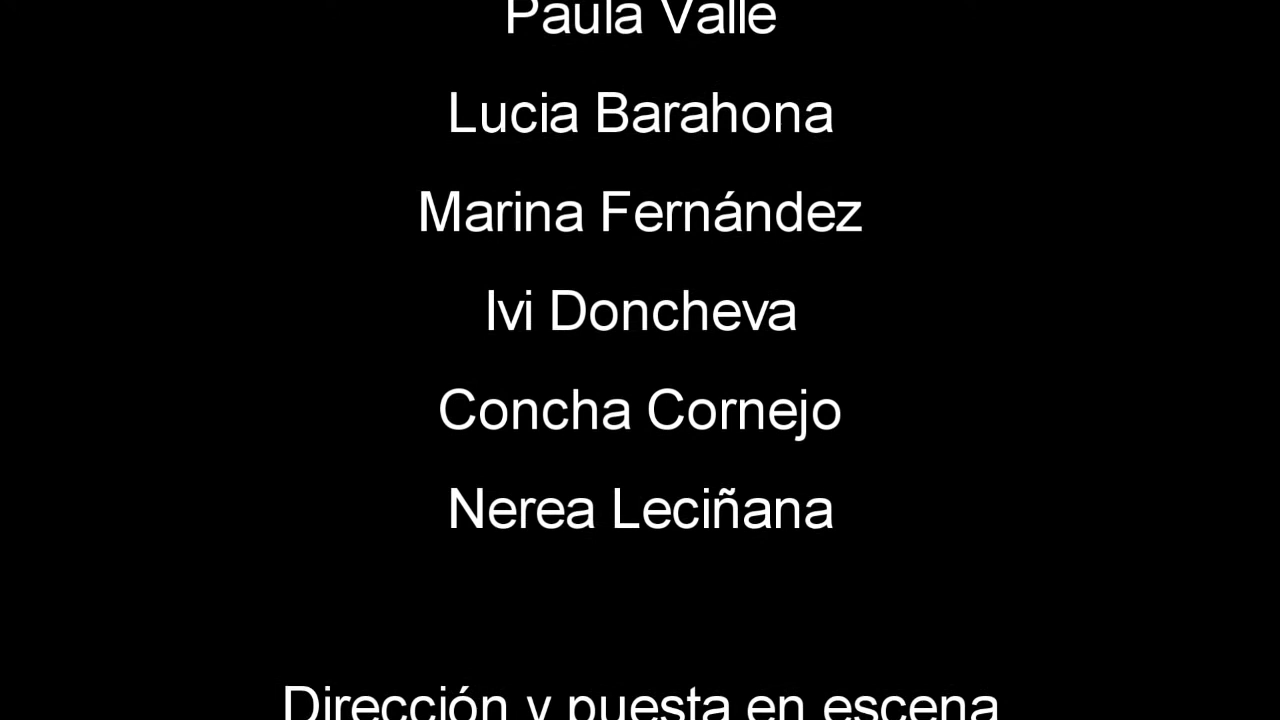 Paula Valle
Lucia Barahona
Marina Fernández
Ivi Doncheva
Concha Cornejo
Nerea Leciñana
Dirección y puesta en escena